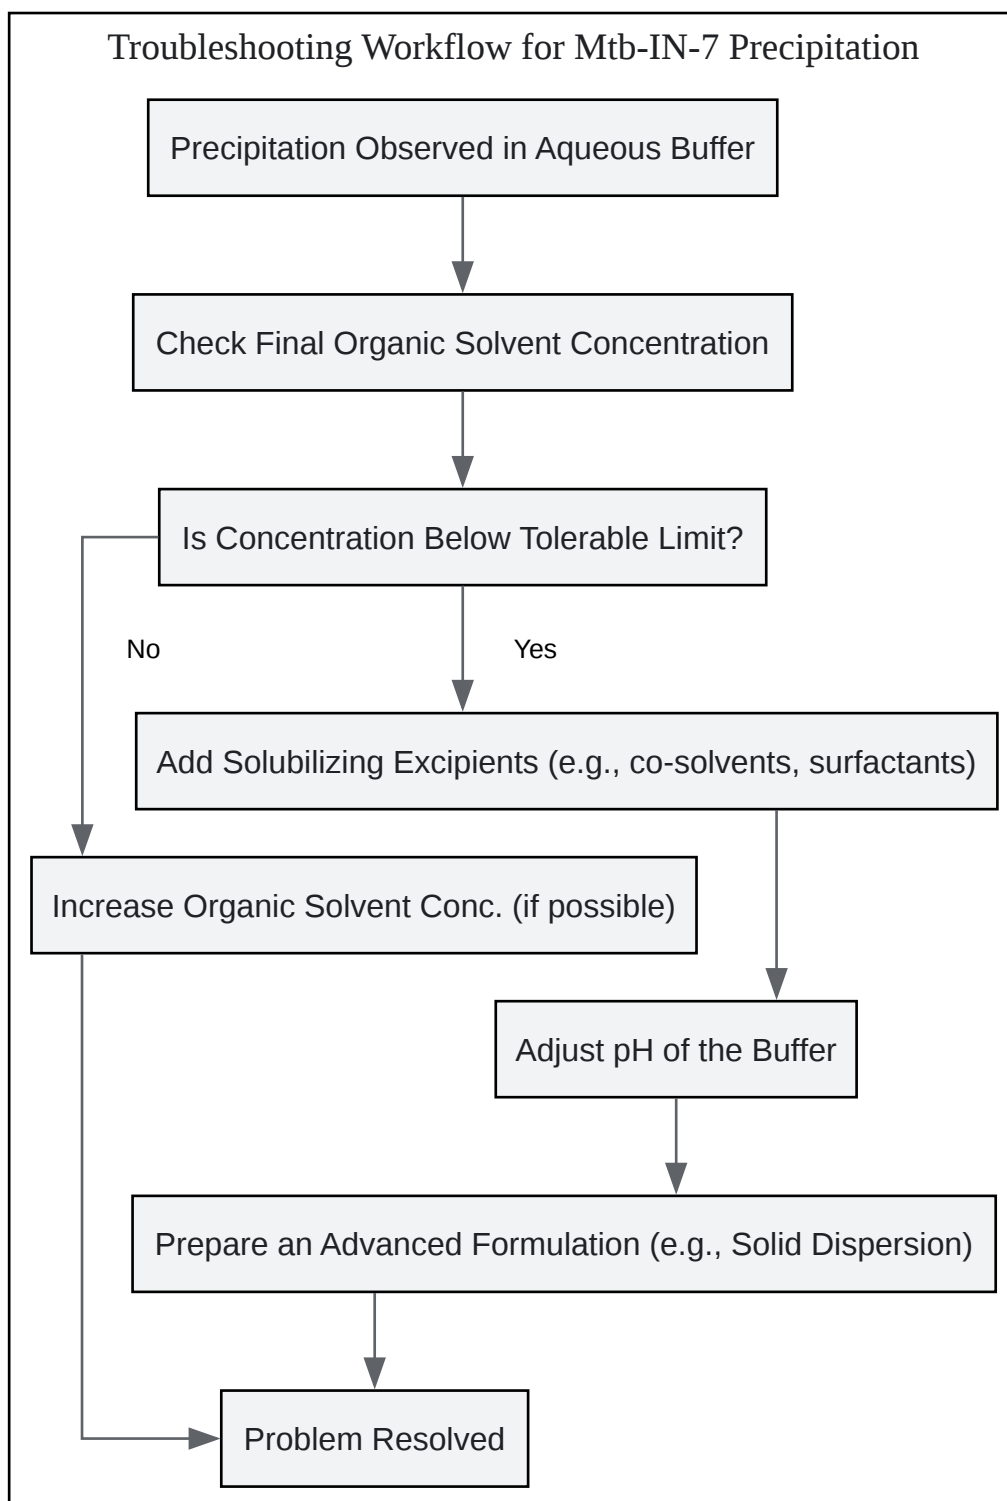 Troubleshooting Workflow for Mtb-IN-7 Precipitation
Precipitation Observed in Aqueous Buffer
Check Final Organic Solvent Concentration
Is Concentration Below Tolerable Limit?
No
Yes
Add Solubilizing Excipients (e.g., co-solvents, surfactants)
Increase Organic Solvent Conc. (if possible)
Adjust pH of the Buffer
Prepare an Advanced Formulation (e.g., Solid Dispersion)
Problem Resolved